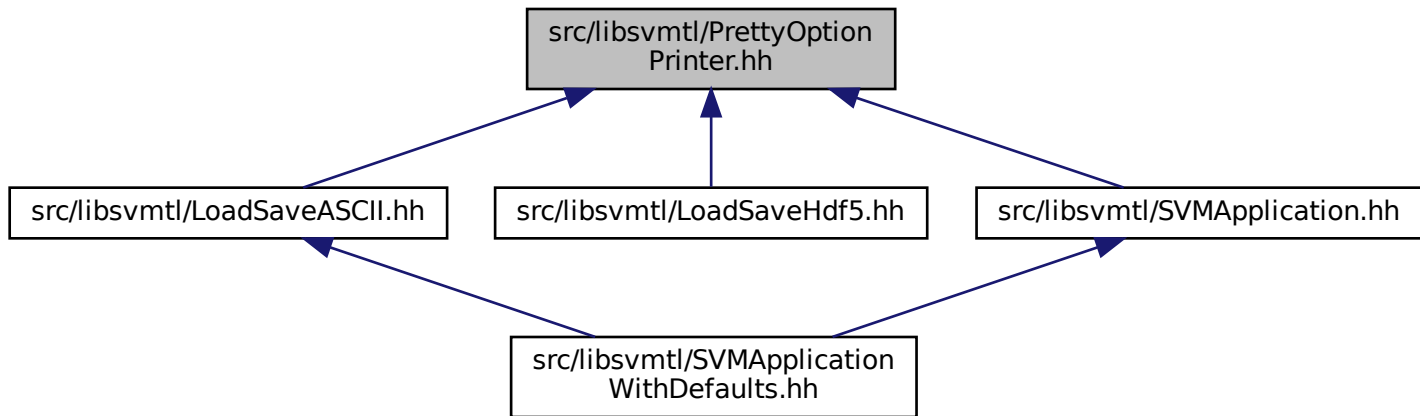 src/libsvmtl/PrettyOption
Printer.hh
src/libsvmtl/LoadSaveASCII.hh
src/libsvmtl/LoadSaveHdf5.hh
src/libsvmtl/SVMApplication.hh
src/libsvmtl/SVMApplication
WithDefaults.hh